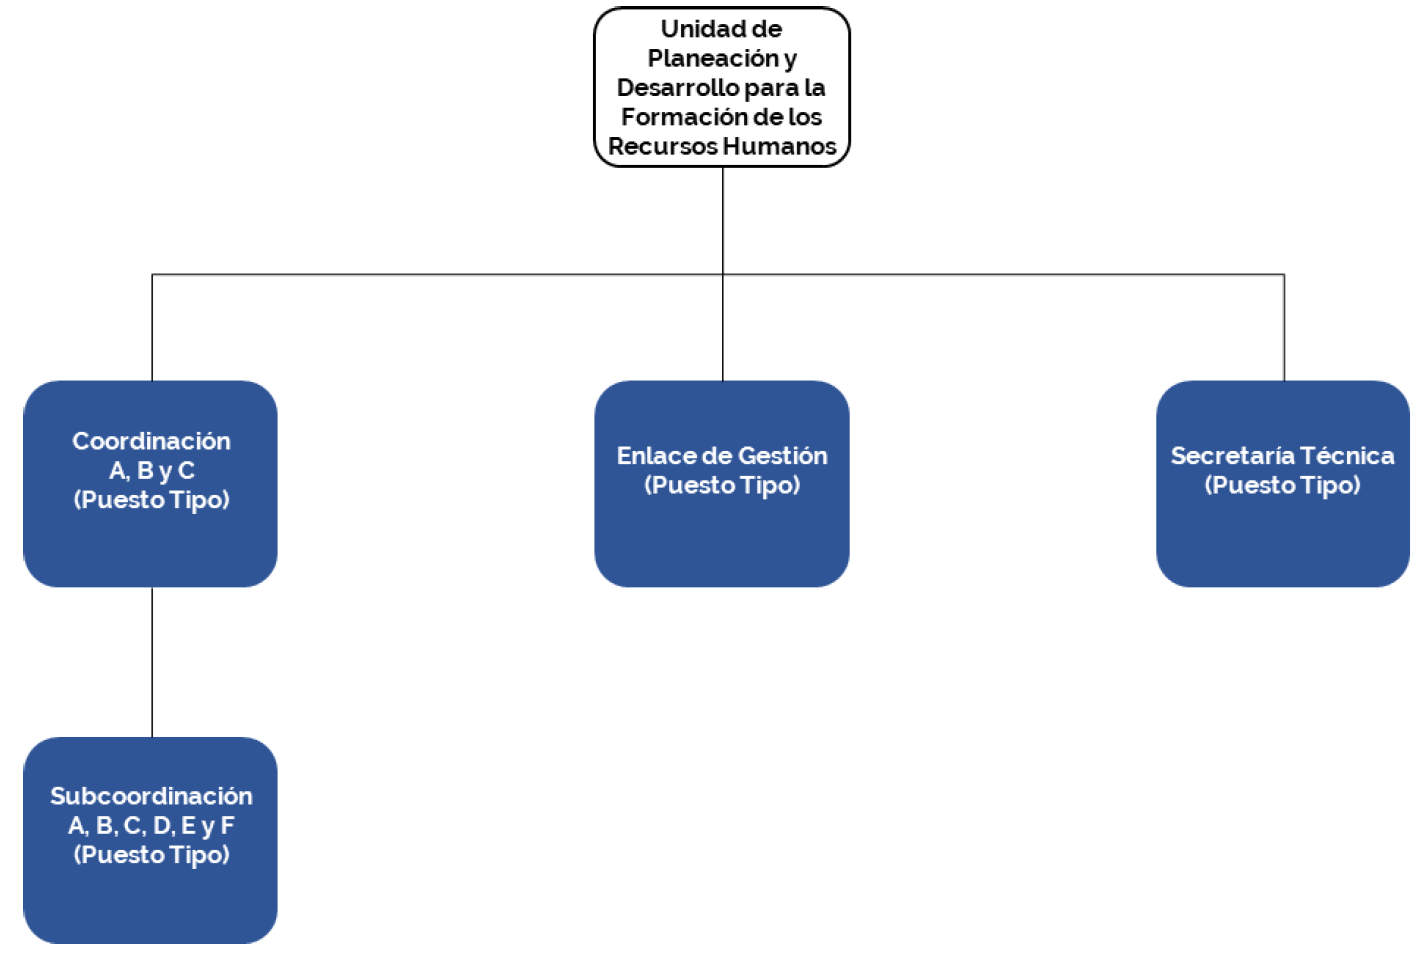 Unidad de
Planeación y
Desarrollo para la
Formación de los
Recursos Humanos
Coordinación
A, B y C
(Puesto Tipo)
Enlace de Gestión
(Puesto Tipo)
Secretaría Técnica
(Puesto Tipo)
Subcoordinación
A, B, C, D, E y F
(Puesto Tipo)